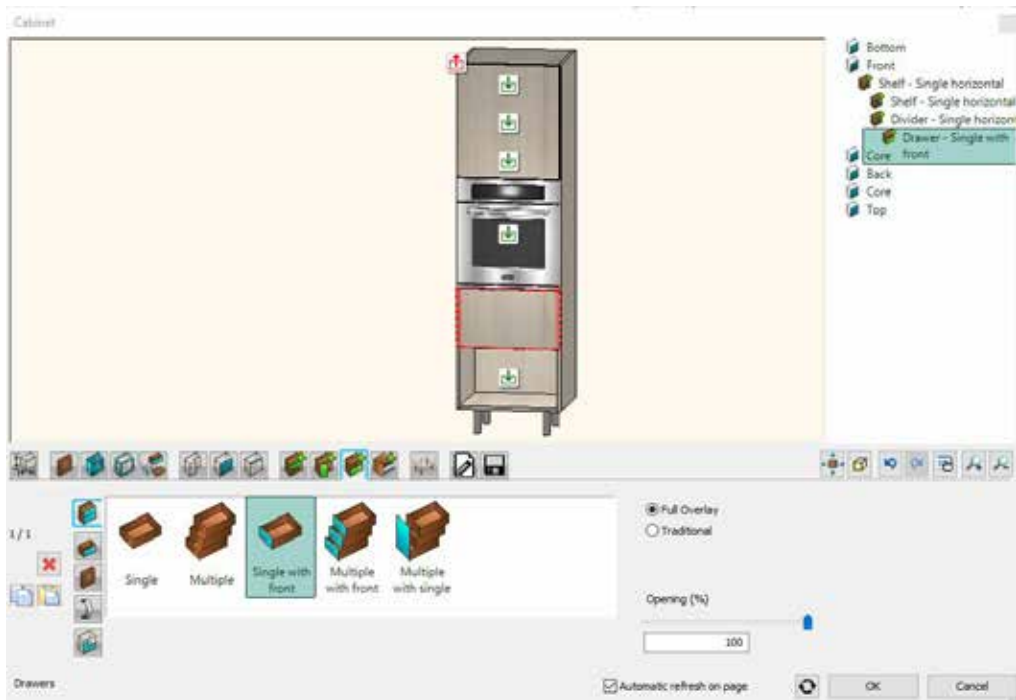 Cabinet
Bottom
Front
Shelf - Single horizontal
Shelf - Single horizontal
Divider - Single horizont
Drawer - Single with
front
Core
Back
Core
Top
1/1
Single
Multiple
Single with
front
Multiple
with front
Multiple
with single
Full Overlay
Traditional
Opening (%)
100
Drawers
Automatic refresh on page
OK
Cancel